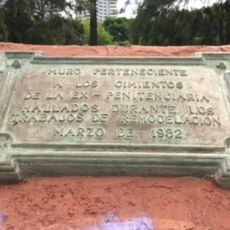 MURO PERTENECIENTE
A LOS CIMIENTOS
DE LA EX-PENITENCIARIA
HALLADOS DURANTE LOS
TRABAJOS DE REMODELACION
MARZO DE 1982